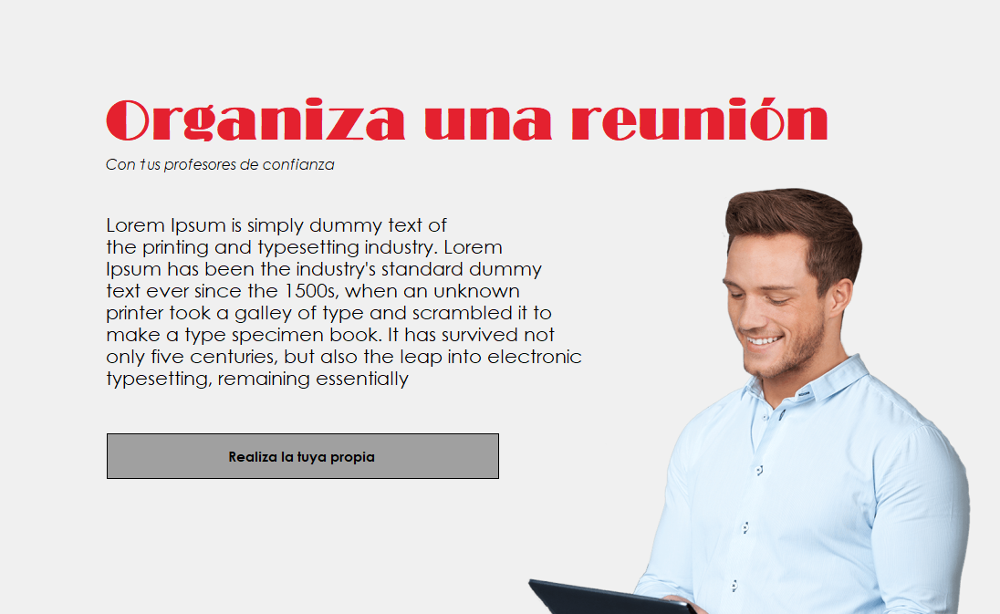 Organiza una reunión
Con tus profesores de confianza
Lorem Ipsum is simply dummy text of
the printing and typesetting industry. Lorem
Ipsum has been the industry's standard dummy
text ever since the 1500s, when an unknown
printer took a galley of type and scrambled it to
make a type specimen book. It has survived not
only five centuries, but also the leap into electronic
typesetting, remaining essentially
Realiza la tuya propia